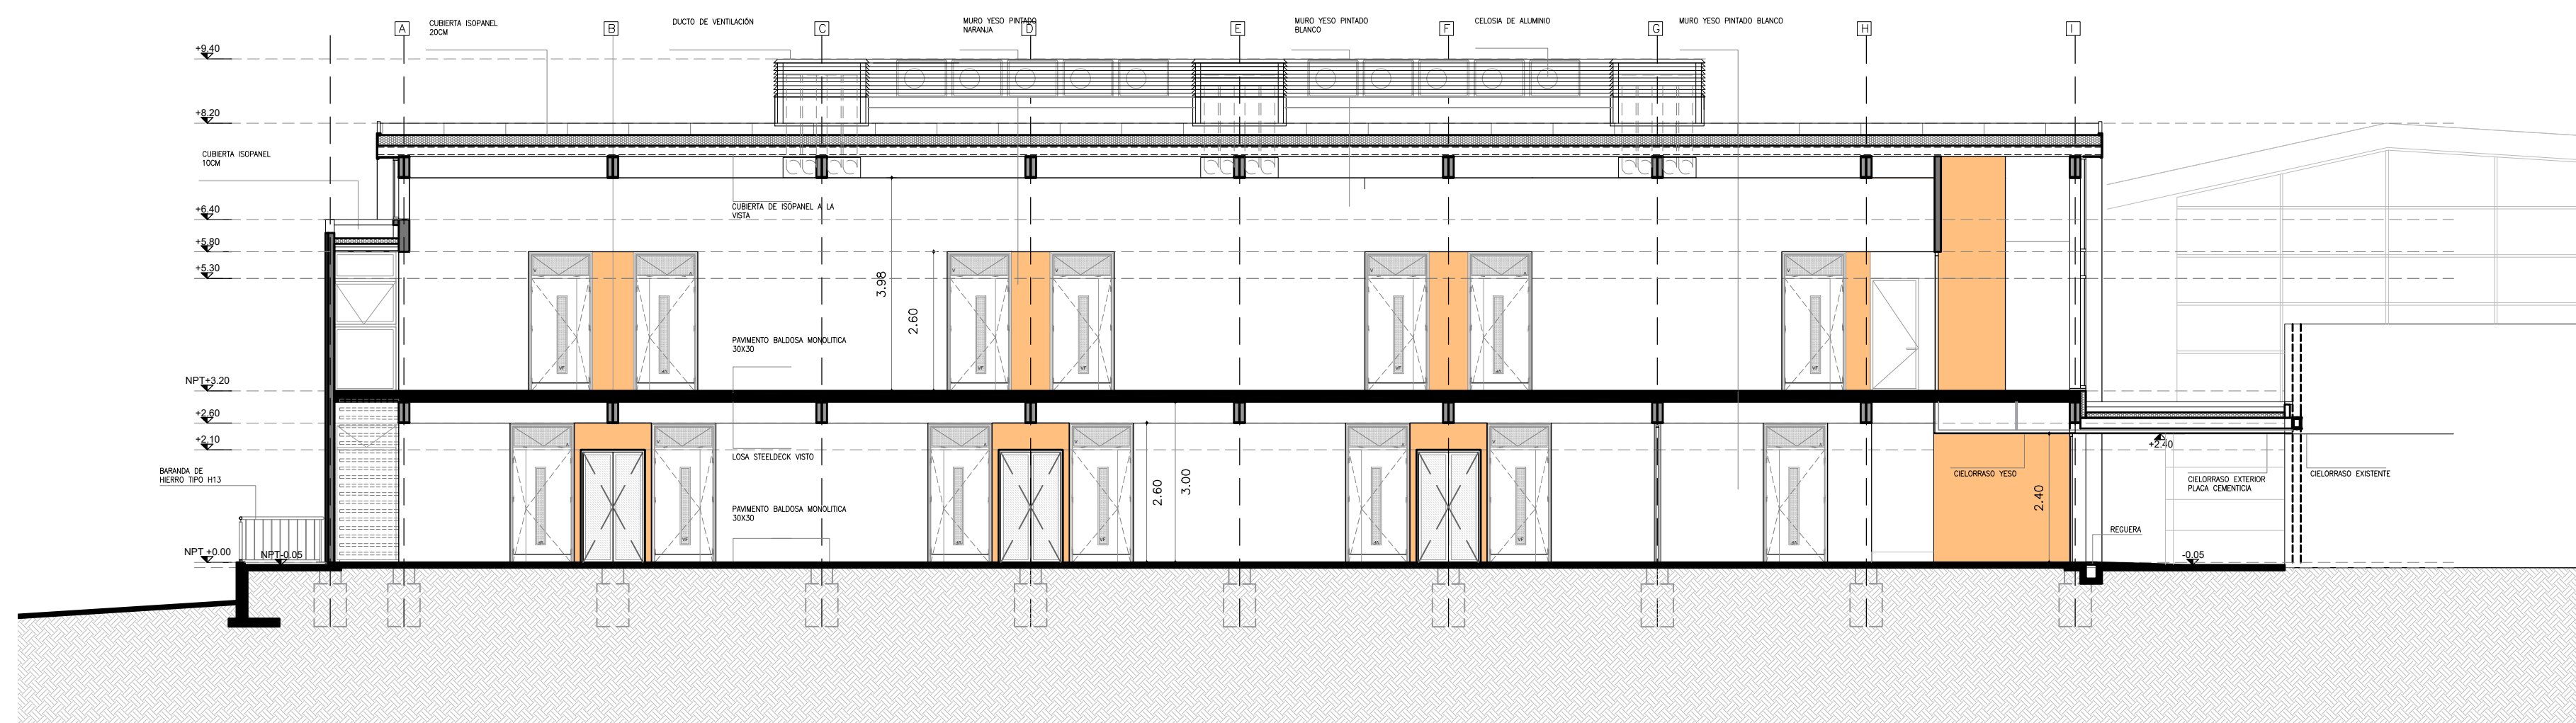 A
B
C
D
E
F
G
H
I
CUBIERTA ISOPANEL
20CM
DUCTO DE VENTILACIÓN
MURO YESO PINTADO
NARANJA
MURO YESO PINTADO
BLANCO
CELOSIA DE ALUMINIO
MURO YESO PINTADO BLANCO
+9.40
+8.20
CUBIERTA ISOPANEL
10CM
+6.40
+5.80
+5.30
CUBIERTA DE ISOPANEL A LA
VISTA
3.98
2.60
PAVIMENTO BALDOSA MONOLITICA
30X30
NPT+3.20
+2.60
+2.10
LOSA STEELDECK VISTO
BARANDA DE
HIERRO TIPO H13
PAVIMENTO BALDOSA MONOLITICA
30X30
2.60
3.00
2.40
CIELORRASO YESO
+2.40
CIELORRASO EXTERIOR
PLACA CEMENTICIA
CIELORRASO EXISTENTE
REGUERA
NPT +0.00
NPT-0.05
-0.05